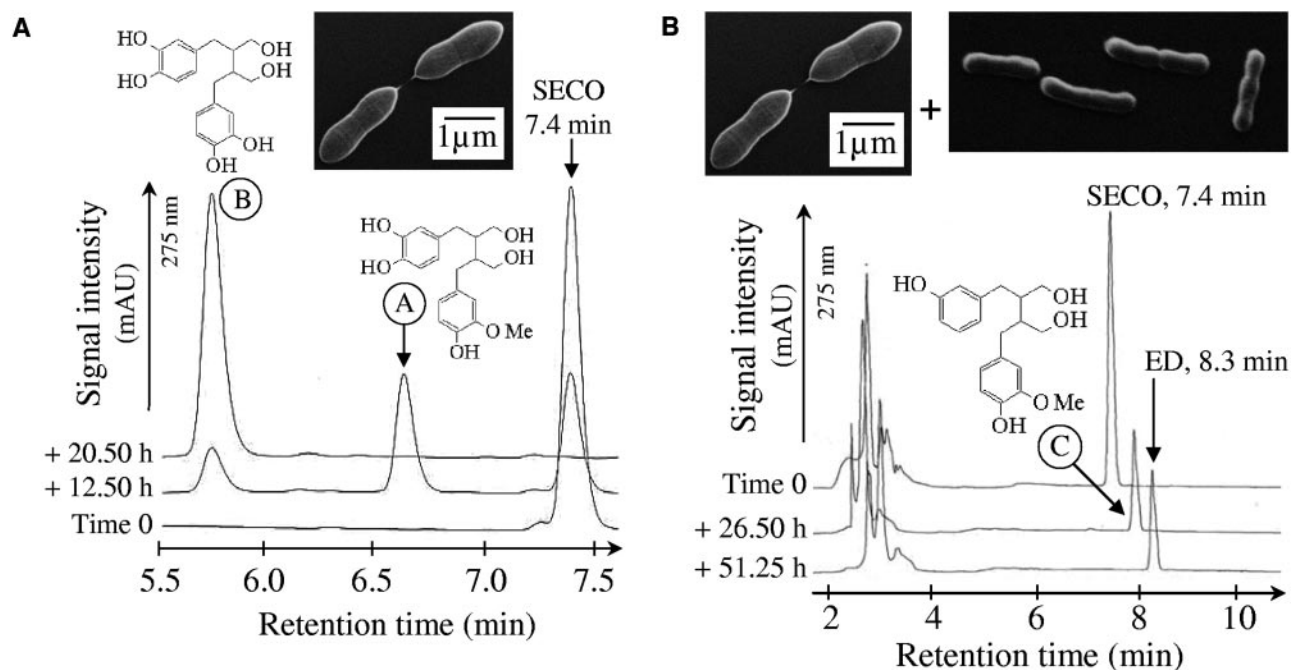 A
HO
HO
OH
OH
OH
OH
1µm
SECO
7.4 min
B
HO
HO
OH
OH
A
O Me
OH
Signal intensity
(mAU)
275 nm
+ 20.50 h
+ 12.50 h
Time 0
5.5
6.0
6.5
7.0
7.5
Retention time (min)
B
1µm
+
SECO, 7.4 min
HO
OH
OH
O Me
OH
C
ED, 8.3 min
Signal intensity
(mAU)
275 nm
Time 0
+ 26.50 h
+ 51.25 h
2
4
6
8
10
Retention time (min)